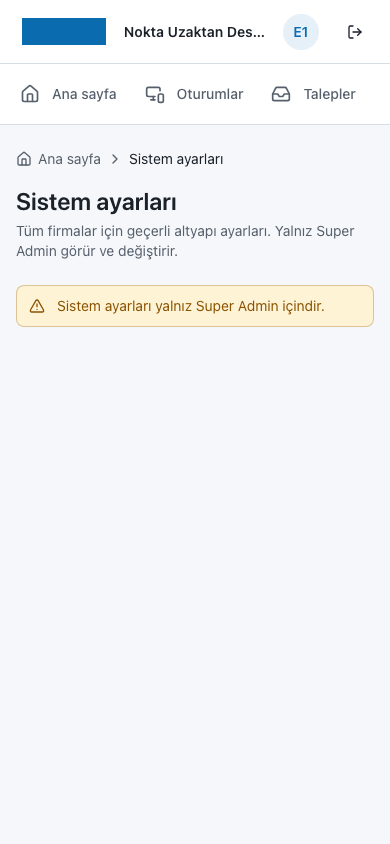 Nokta Uzaktan Des...
E1
Ana sayfa
Oturumlar
Talepler
Ana sayfa
Sistem ayarları
Sistem ayarları
Tüm firmalar için geçerli altyapı ayarları. Yalnız Super
Admin görür ve değiştirir.
Sistem ayarları yalnız Super Admin içindir.